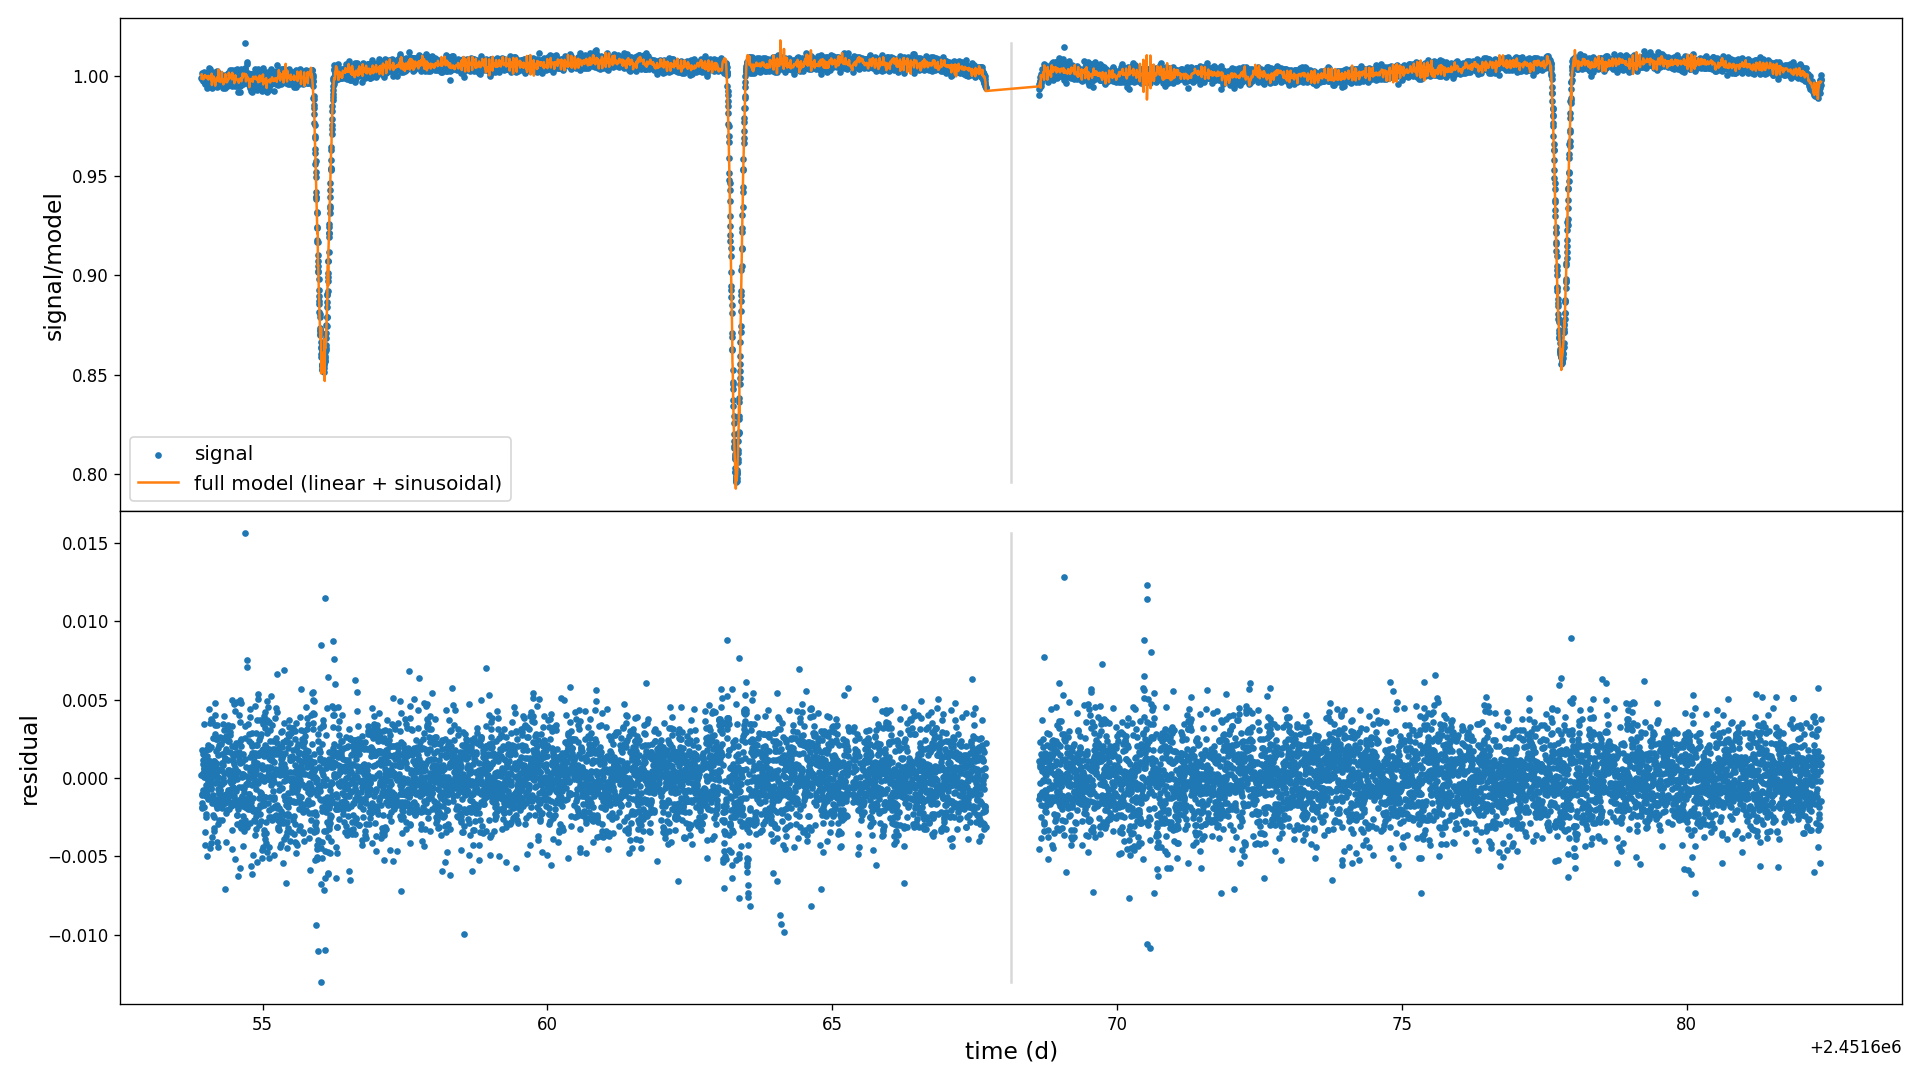 1.00
0.95
0.90
0.85
0.80
signal/model
signal
full model (linear + sinusoidal)
0.015
0.010
0.005
0.000
−0.005
−0.010
residual
55
60
65
70
75
80
time (d)
+2.4516e6